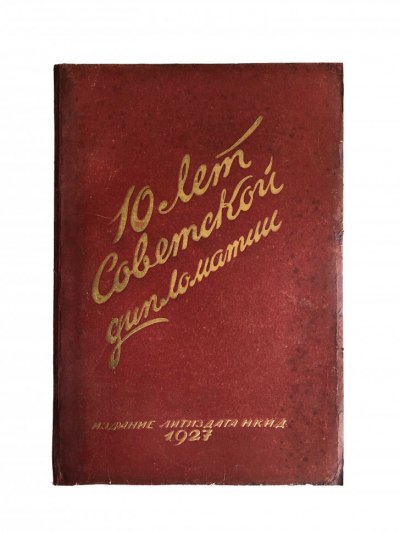 10 лет
Советской
дипломатии
ИЗДАНИЕ ЛИТИЗДАТА НКИД
1927